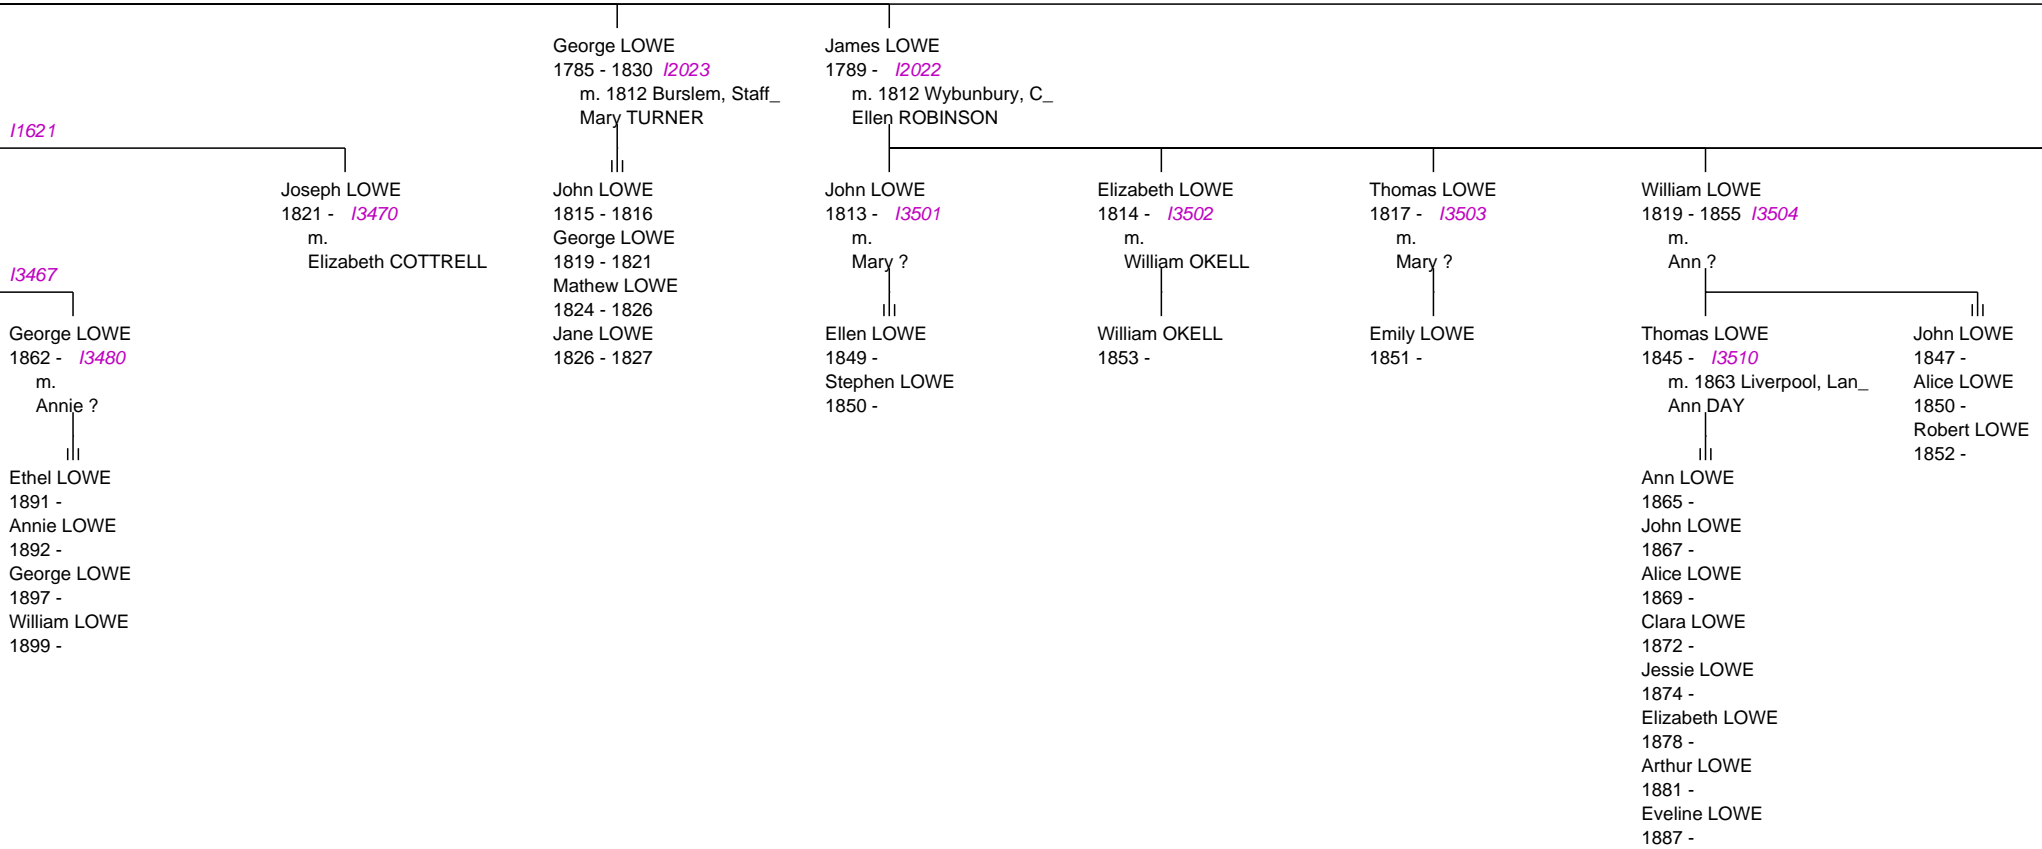 George LOWE
1785 - 1830 I2023
m. 1812 Burslem, Staff_
Mary TURNER
James LOWE
1789 - I2022
m. 1812 Wybunbury, C_
Ellen ROBINSON
I1621
Joseph LOWE
1821 - I3470
m.
Elizabeth COTTRELL
John LOWE
1815 - 1816
George LOWE
1819 - 1821
Mathew LOWE
1824 - 1826
Jane LOWE
1826 - 1827
John LOWE
1813 - I3501
m.
Mary ?
Elizabeth LOWE
1814 - I3502
m.
William OKELL
Thomas LOWE
1817 - I3503
m.
Mary ?
William LOWE
1819 - 1855 I3504
m.
Ann ?
I3467
George LOWE
1862 - I3480
m.
Annie ?
Ellen LOWE
1849 -
Stephen LOWE
1850 -
William OKELL
1853 -
Emily LOWE
1851 -
Thomas LOWE
1845 - I3510
m. 1863 Liverpool, Lan_
Ann DAY
John LOWE
1847 -
Alice LOWE
1850 -
Robert LOWE
1852 -
Ethel LOWE
1891 -
Annie LOWE
1892 -
George LOWE
1897 -
William LOWE
1899 -
Ann LOWE
1865 -
John LOWE
1867 -
Alice LOWE
1869 -
Clara LOWE
1872 -
Jessie LOWE
1874 -
Elizabeth LOWE
1878 -
Arthur LOWE
1881 -
Eveline LOWE
1887 -